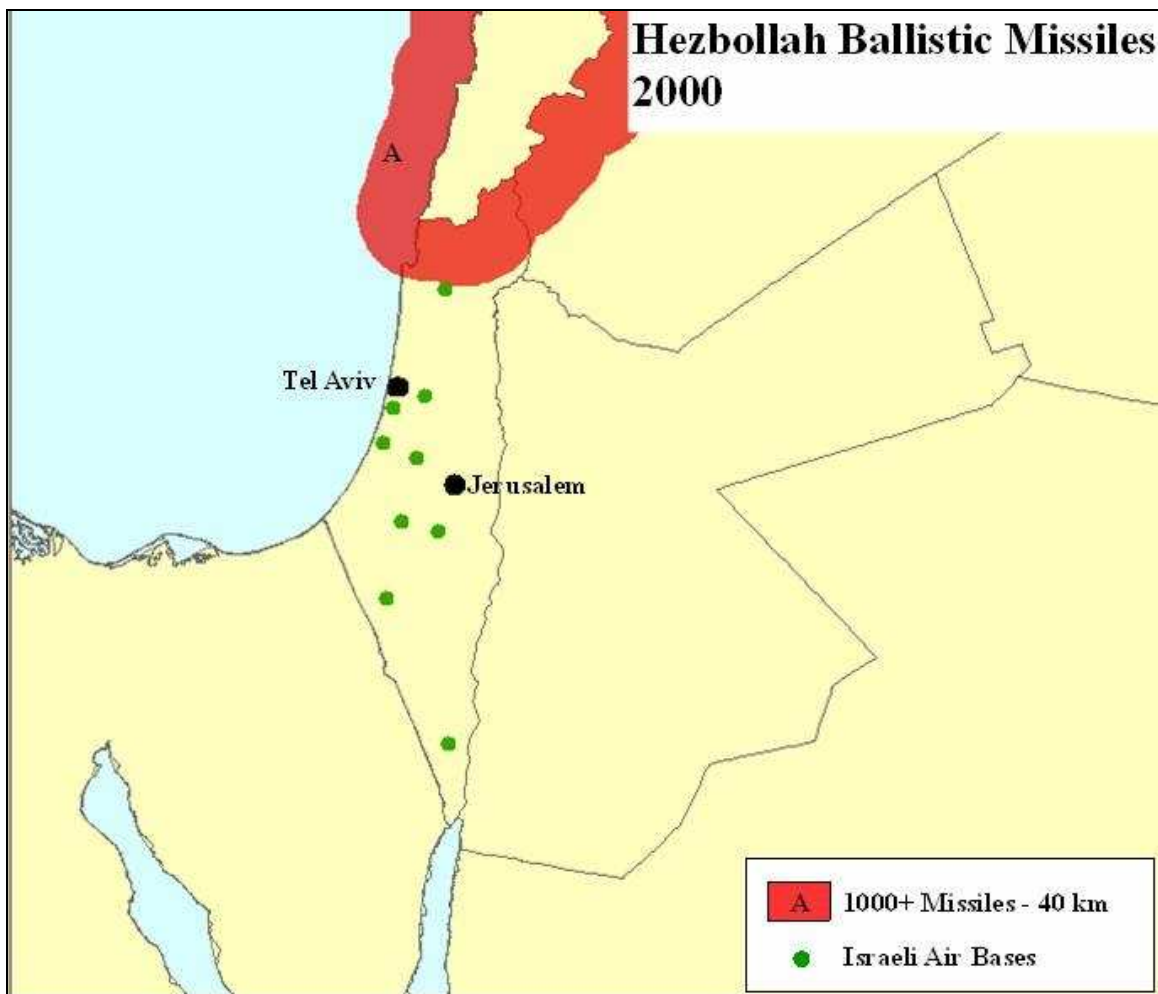 Hezbollah Ballistic Missiles
2000
A
Tel Aviv
Jerusalem
A 1000+ Missiles - 40 km
Israeli Air Bases